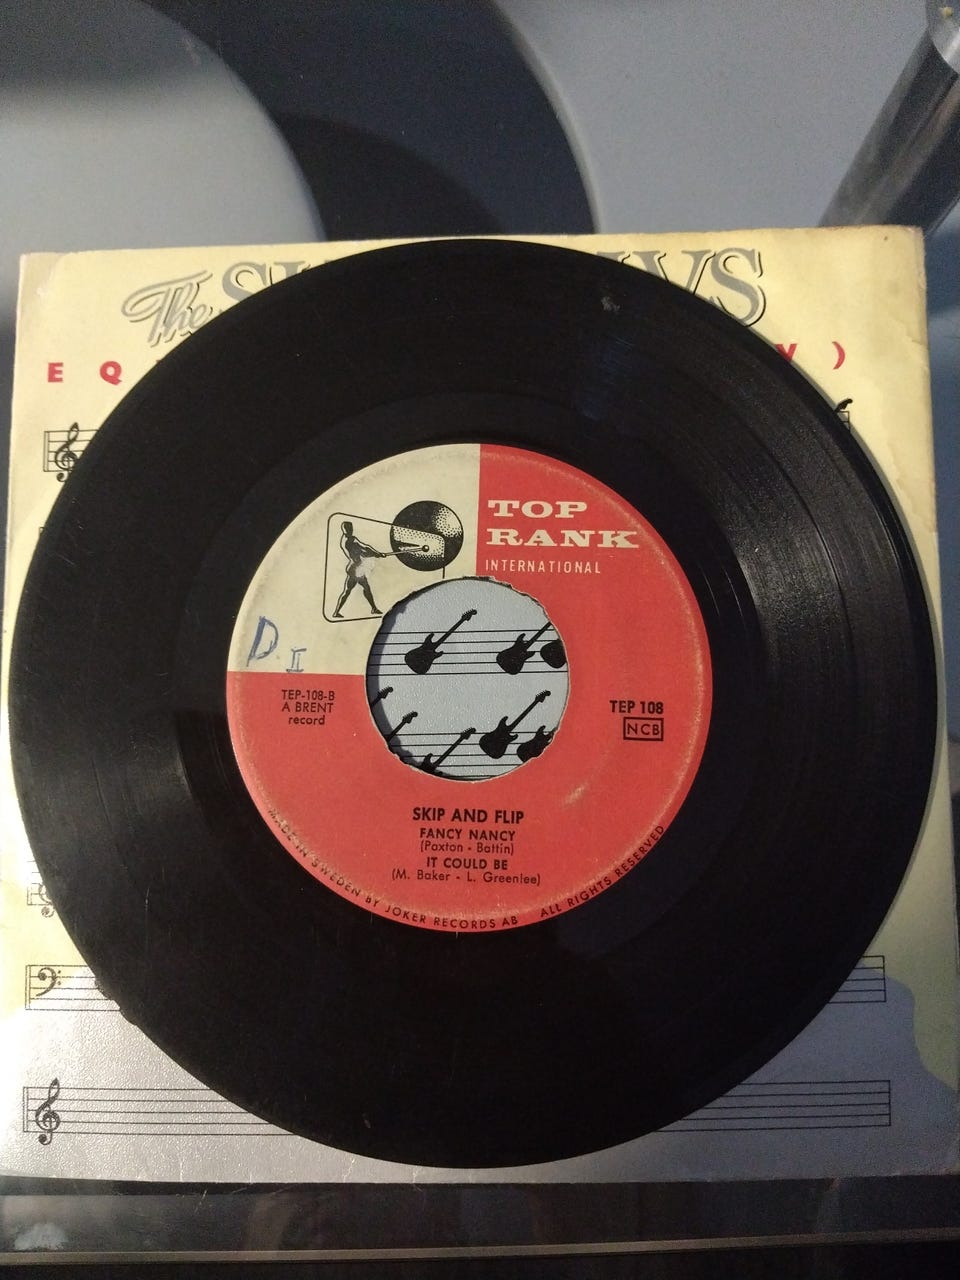 The
E Q
)
TOP
RANK
INTERNATIONAL
D II
TEP-108-B
A BRENT
record
TEP 108
NCB
SKIP AND FLIP
FANCY NANCY
(Paxton - Battin)
IT COULD BE
(M. Baker - L. Greenlee)
MADE IN SWEDEN BY JOKER RECORDS AB ALL RIGHTS RESERVED